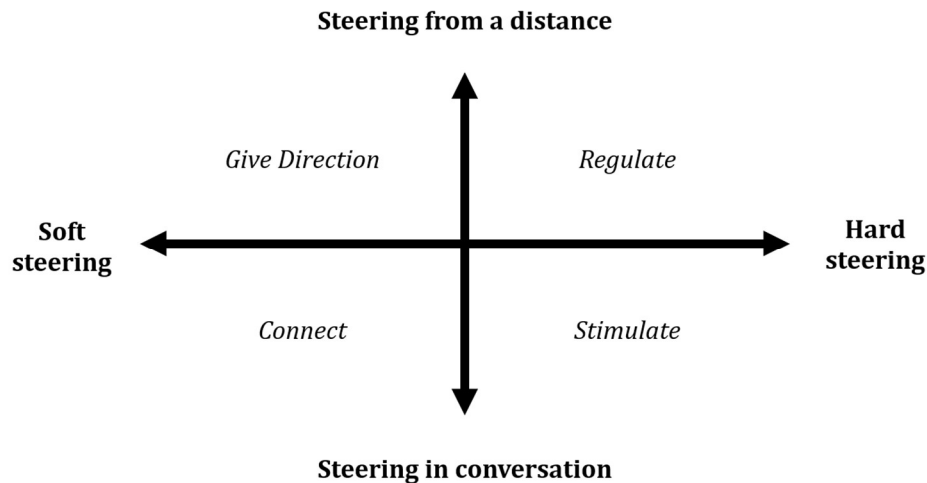 Steering from a distance
Give Direction
Regulate
Soft
steering
Hard
steering
Connect
Stimulate
Steering in conversation